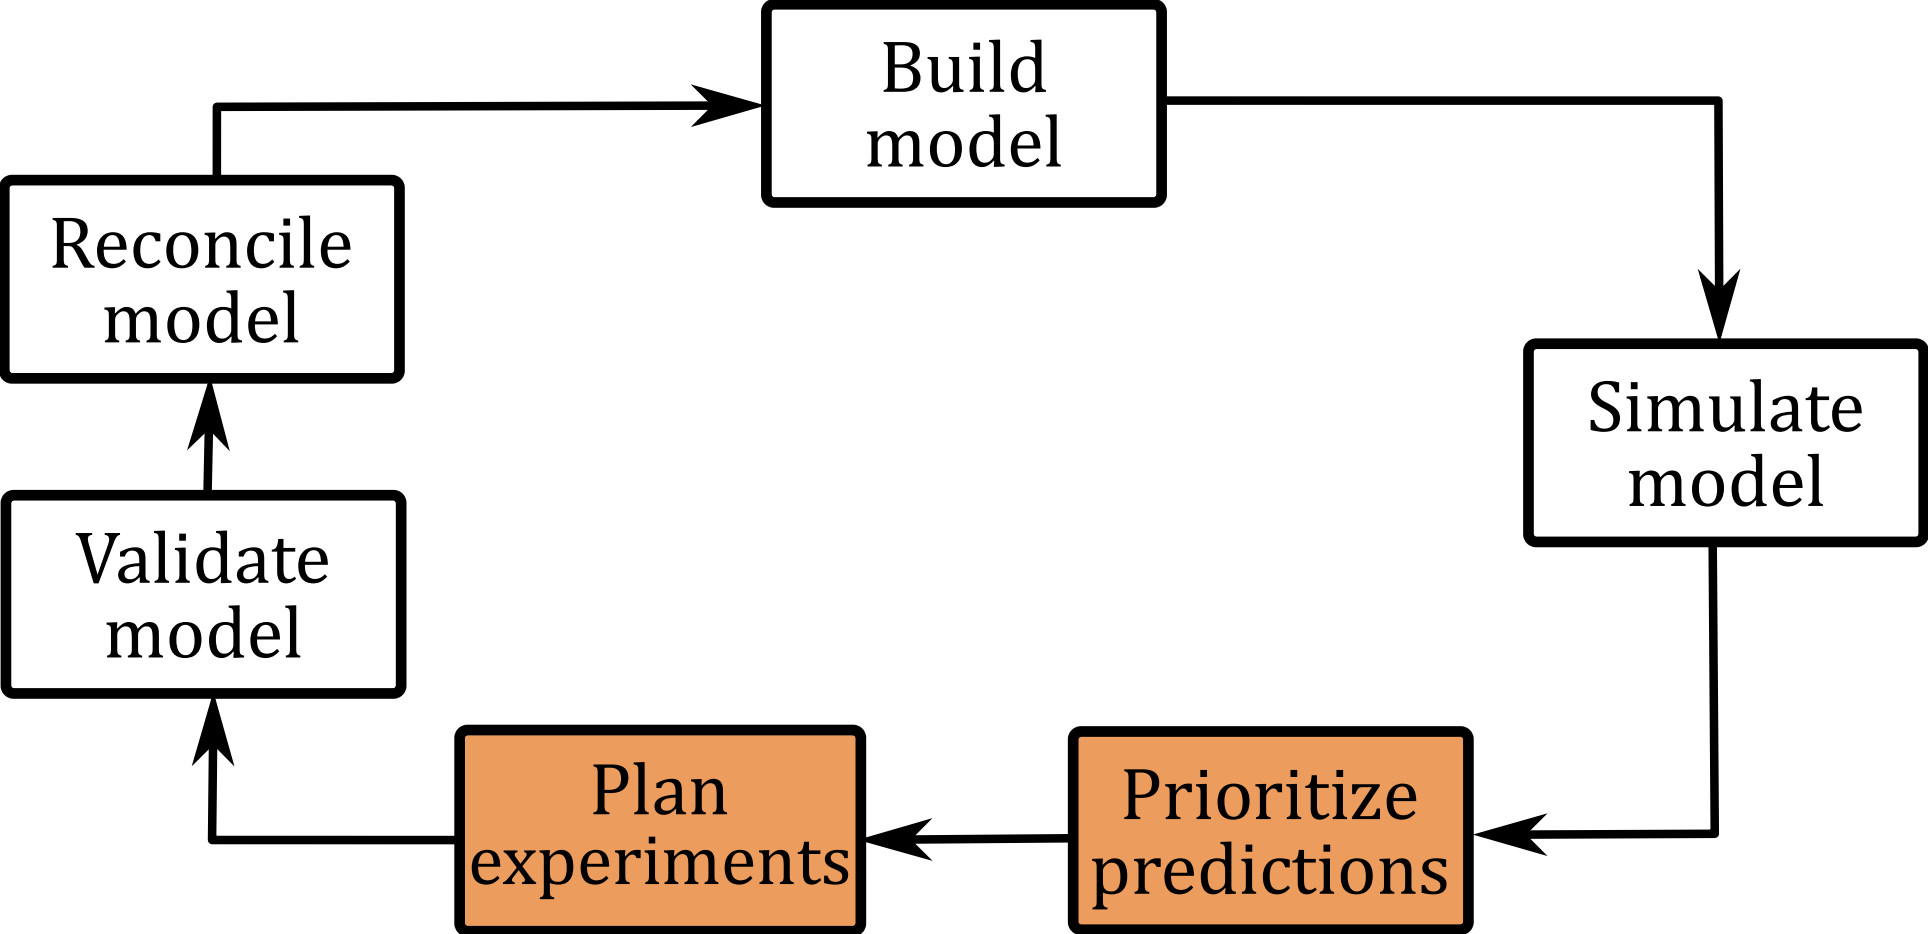 Build
model
Simulate
model
Prioritize
predictions
Plan
experiments
Validate
model
Reconcile
model